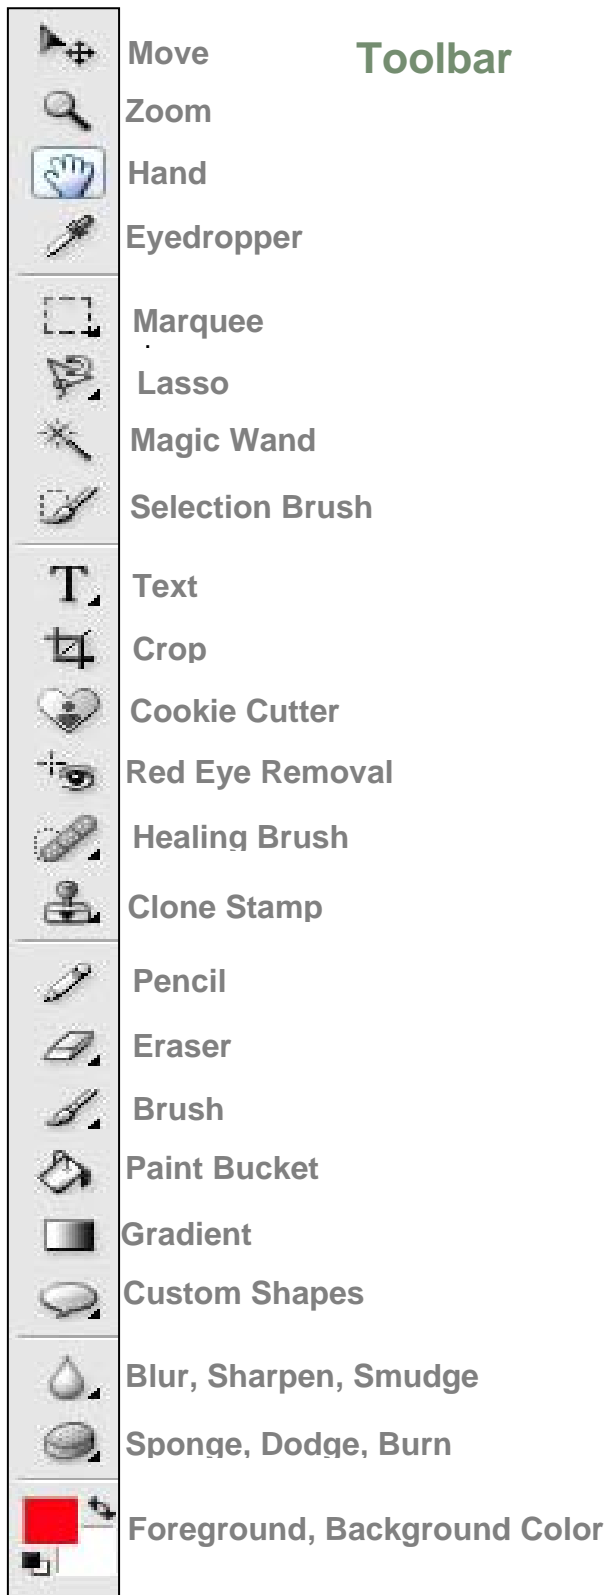 Move
Toolbar
Zoom
Hand
Eyedropper
Marquee
Lasso
Magic Wand
Selection Brush
T
Text
Crop
Cookie Cutter
Red Eye Removal
Healing Brush
Clone Stamp
Pencil
Eraser
Brush
Paint Bucket
Gradient
Custom Shapes
Blur, Sharpen, Smudge
Sponge, Dodge, Burn
Foreground, Background Color